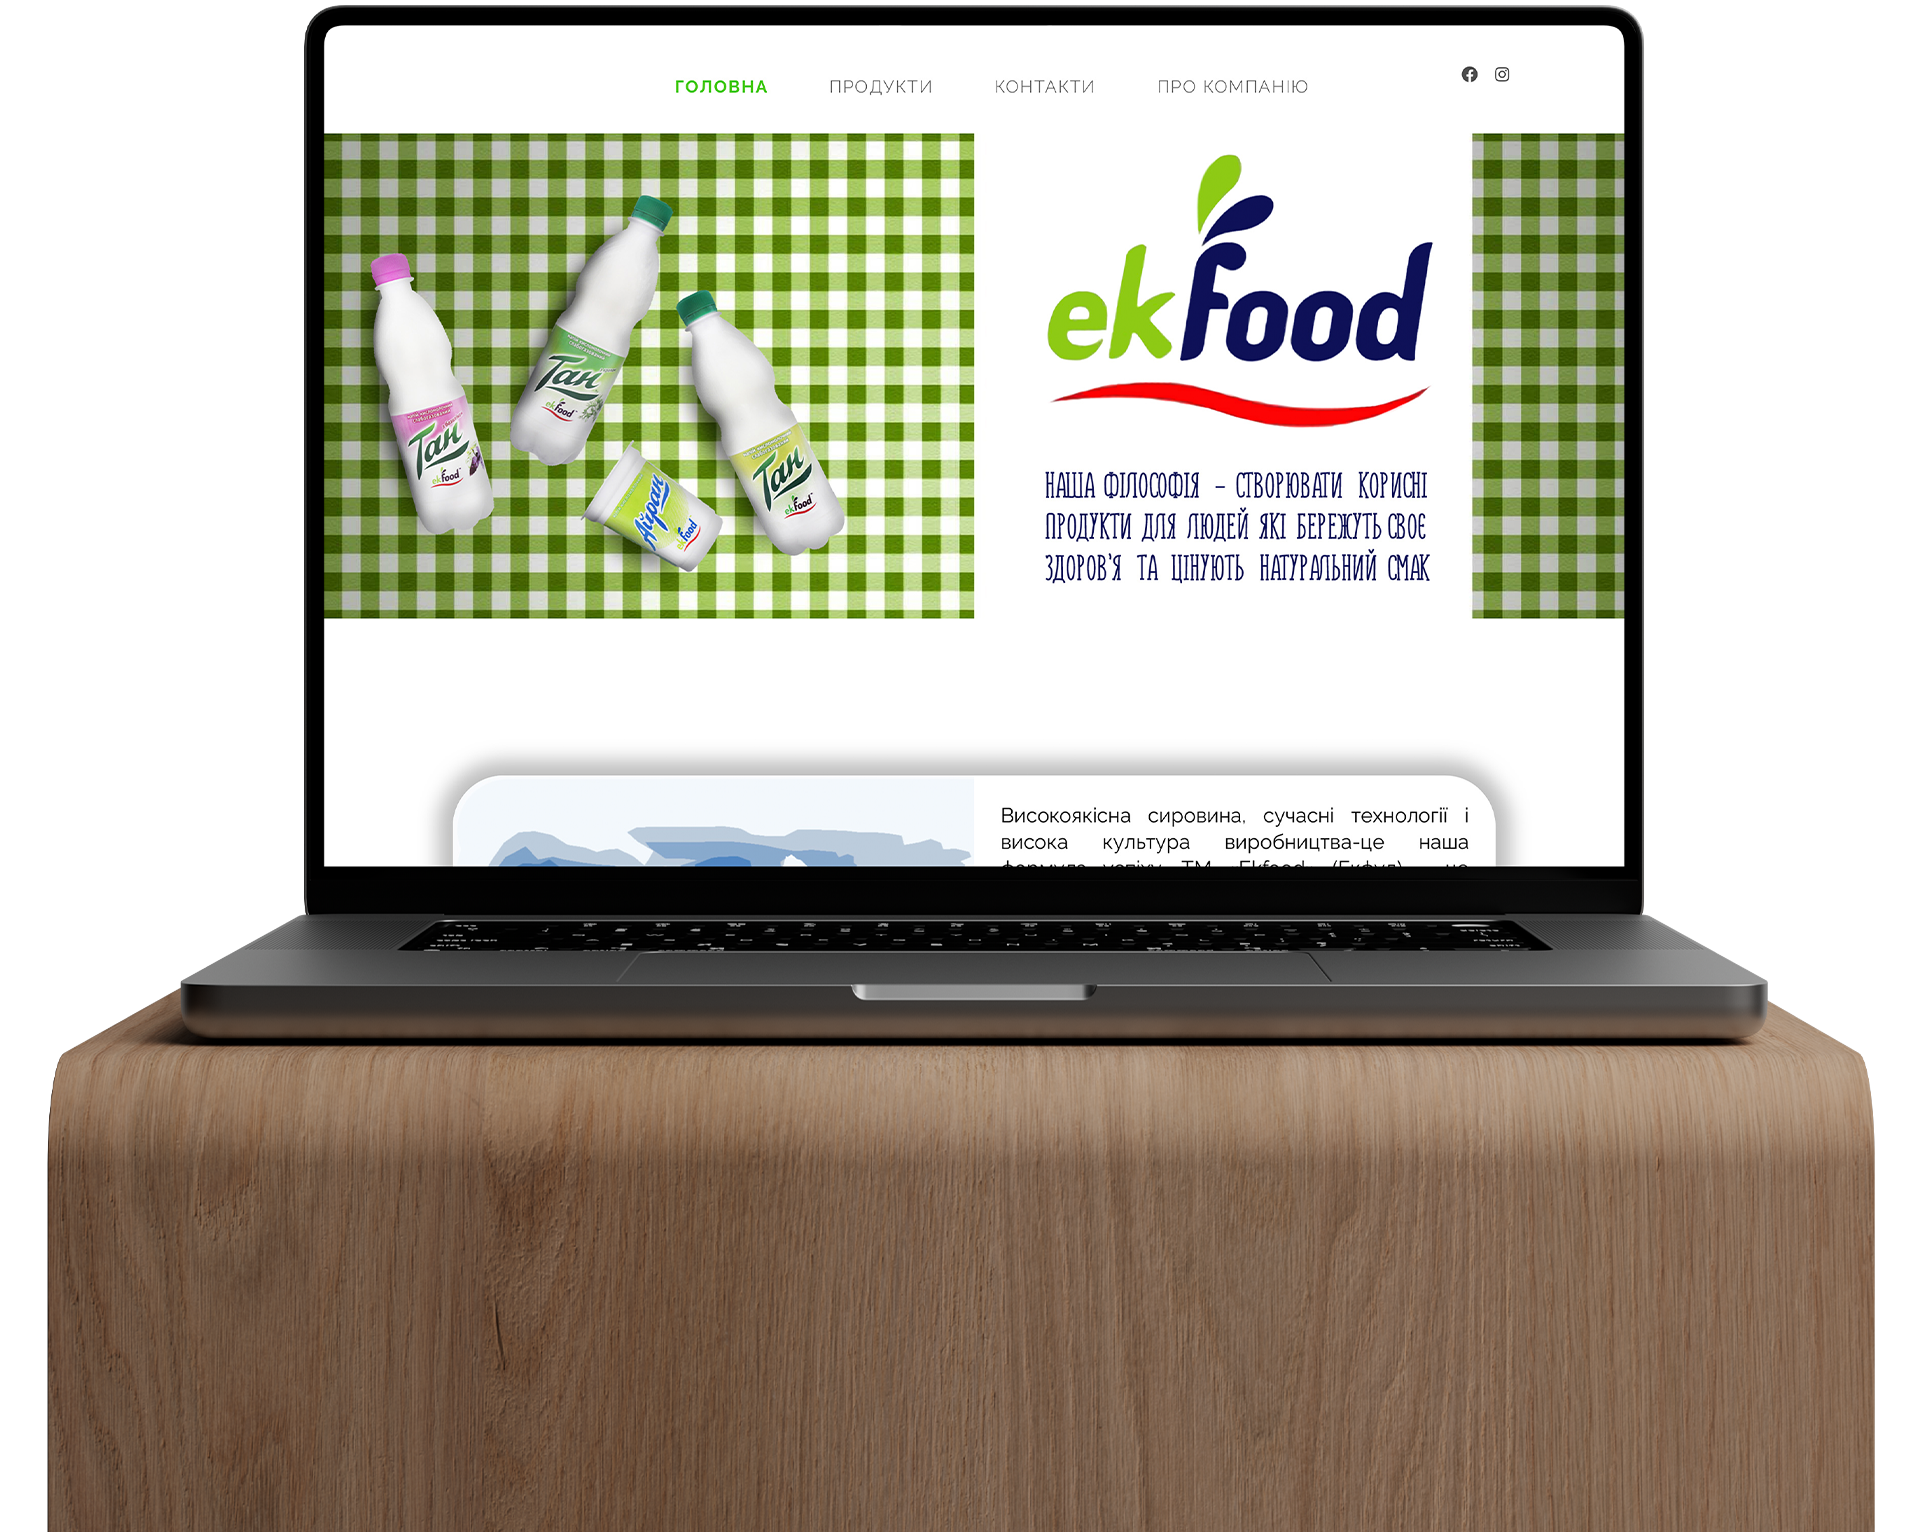 ГОЛОВНА
ПРОДУКТИ
КОНТАКТИ
ПРО КОМПАНІЮ
ekfood
НАША ФІЛОСОФІЯ – СТВОРЮВАТИ КОРИСНІ
ПРОДУКТИ ДЛЯ ЛЮДЕЙ ЯКІ БЕРЕЖУТЬ СВОЄ
ЗДОРОВ'Я ТА ЦІНУЮТЬ НАТУРАЛЬНИЙ СМАК
Тан
ekfood
Тан
ekfood
Айран
ekfood
Тан
ekfood
Високоякісна сировина, сучасні технології і
висока культура виробництва-це наша